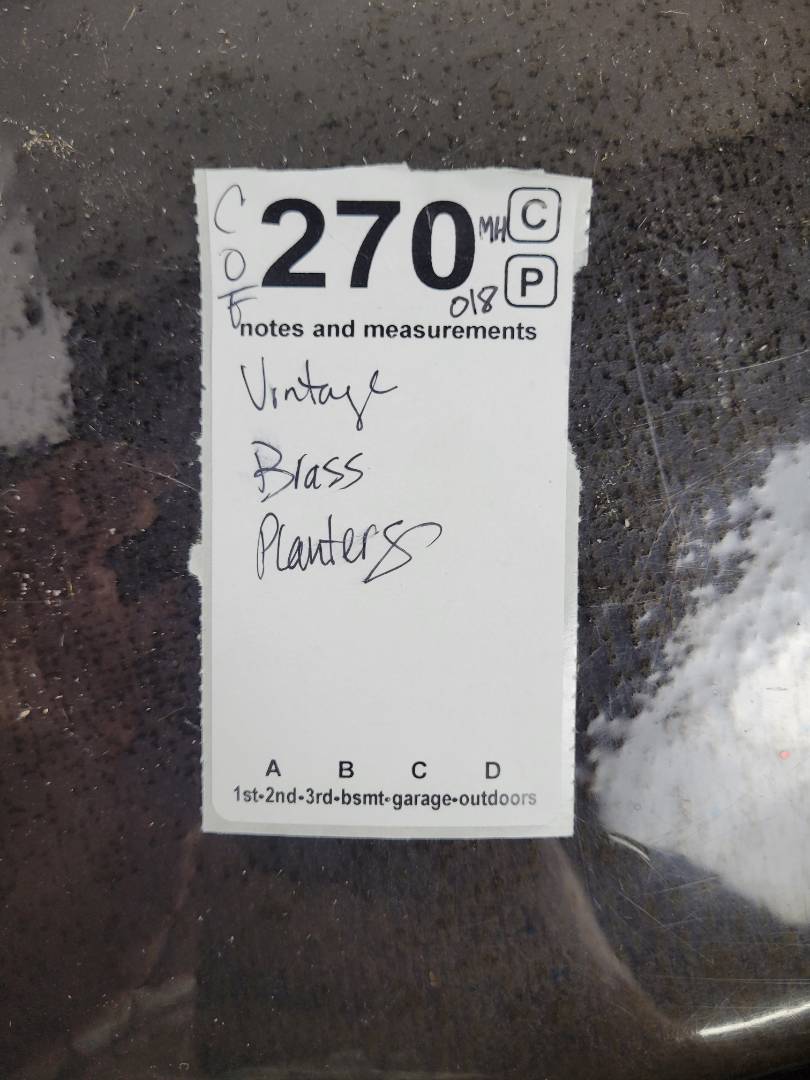 C
O
F
270
MH
C
018
P
notes and measurements
Vintage
Brass
Planters
A B C D
1st-2nd-3rd-bsmt-garage-outdoors